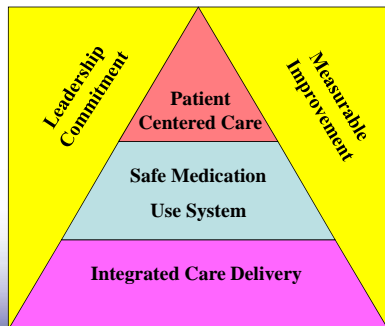 Leadership
Commitment
Measurable
Improvement
Patient
Centered Care
Safe Medication
Use System
Integrated Care Delivery